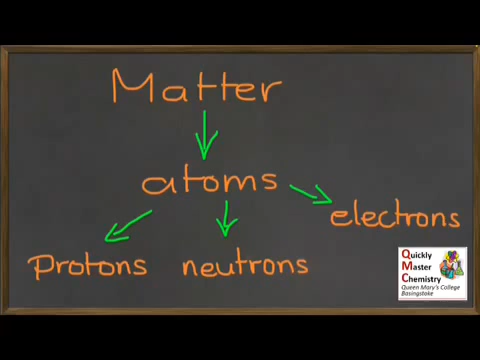 Matter
atoms
electrons
protons neutrons
Quickly
Master
Chemistry
Queen Mary's College
Basingstoke